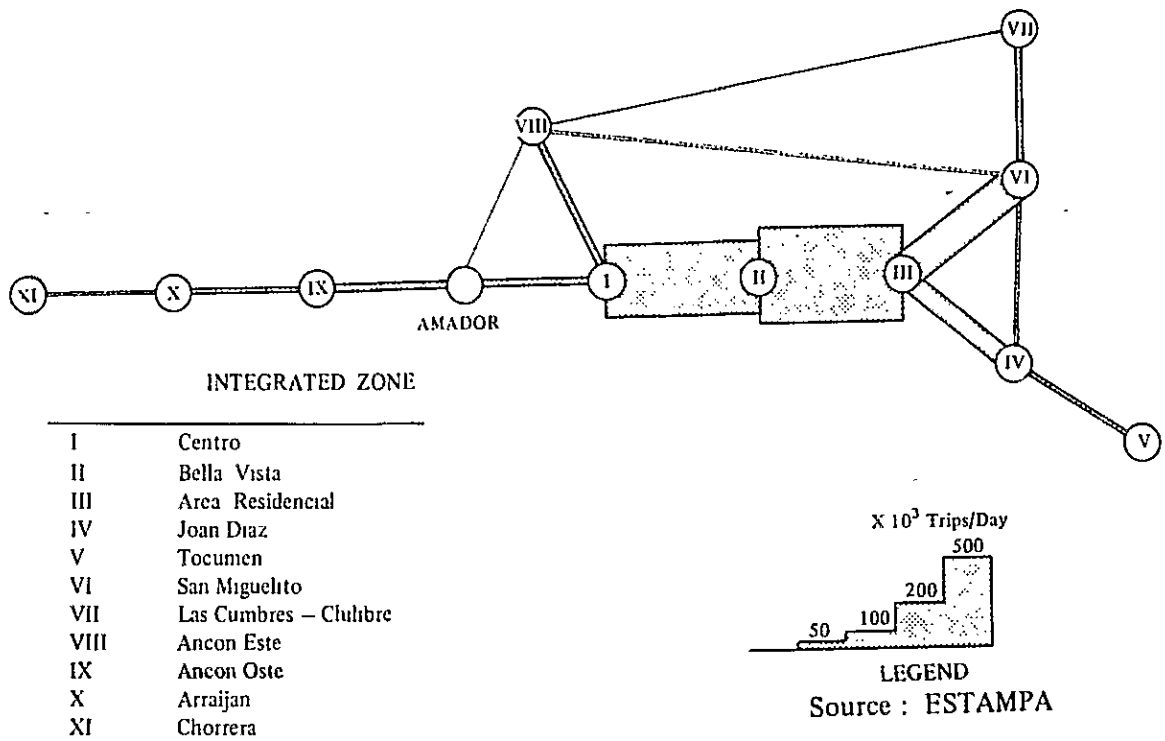 VII
VIII
VI
I
II
III
XI
X
IX
AMADOR
IV
V
INTEGRATED ZONE
I Centro
II Bella Vista
III Area Residencial
IV Joan Diaz
V Tocumen
VI San Miguelito
VII Las Cumbres – Clulibre
VIII Ancon Este
IX Ancon Oste
X Arraijan
XI Chorrera
X 10³ Trips/Day
500
200
100
50
LEGEND
Source : ESTAMPA